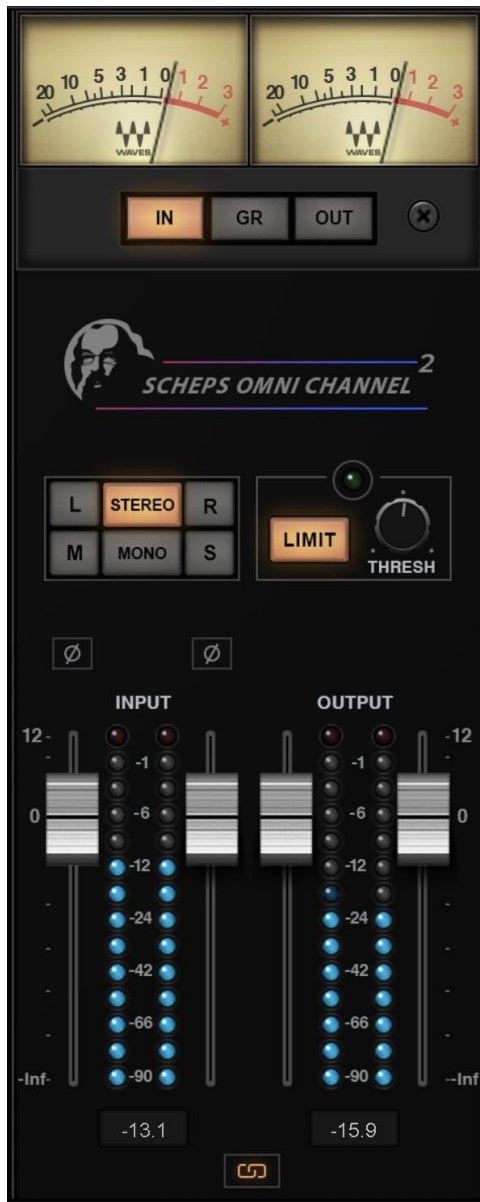 20 10 5 3 1 0 1 2 3 20 10 5 3 1 0 1 2 3
- + - +
WAVES WAVES
IN GR OUT
2
SCHEPS OMNI CHANNEL
L STEREO R
LIMIT
M MONO S
THRESH
Ø Ø
INPUT OUTPUT
12 12
-1 -1
0 -6 -6 0
-12 -12
-24 -24
-42 -42
-66 -66
-Inf -90 -90 -Inf
-13.1 -15.9